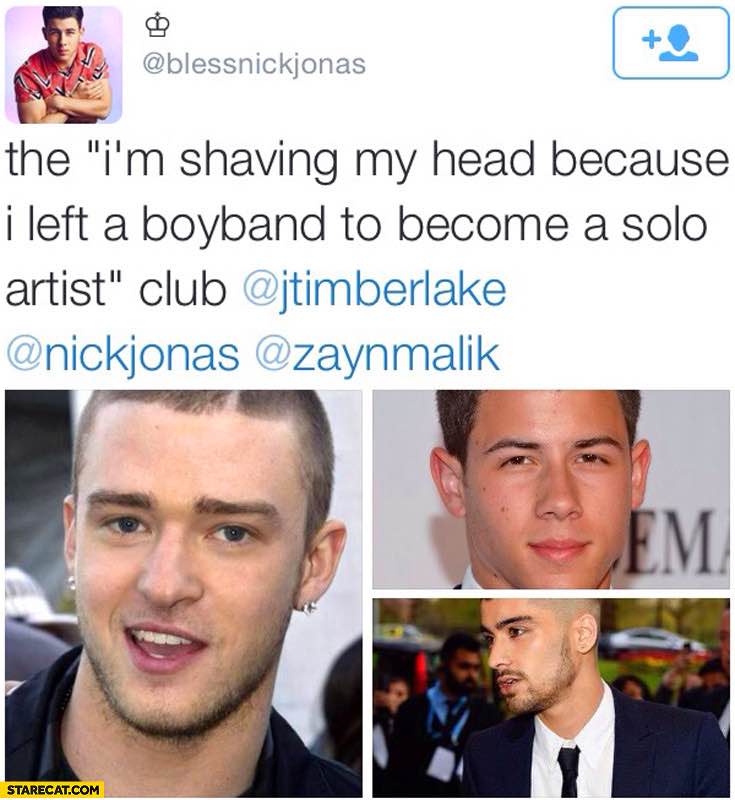 ♔
@blessnickjonas
the "i'm shaving my head because
i left a boyband to become a solo
artist" club @jtimberlake
@nickjonas @zaynmalik
EMA
STARECAT.COM